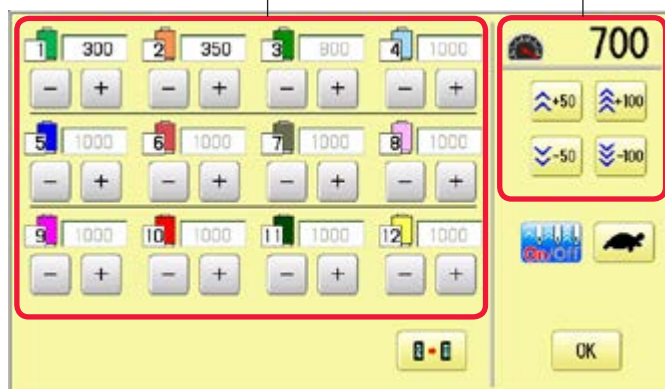 1 300 2 350 3 800 4 1000 700
− + − + − + − +
+50 +100
5 1000 6 1000 7 1000 8 1000
-50 -100
− + − + − + − +
9 1000 10 1000 11 1000 12 1000
On/Off
− + − + − + − +
OK